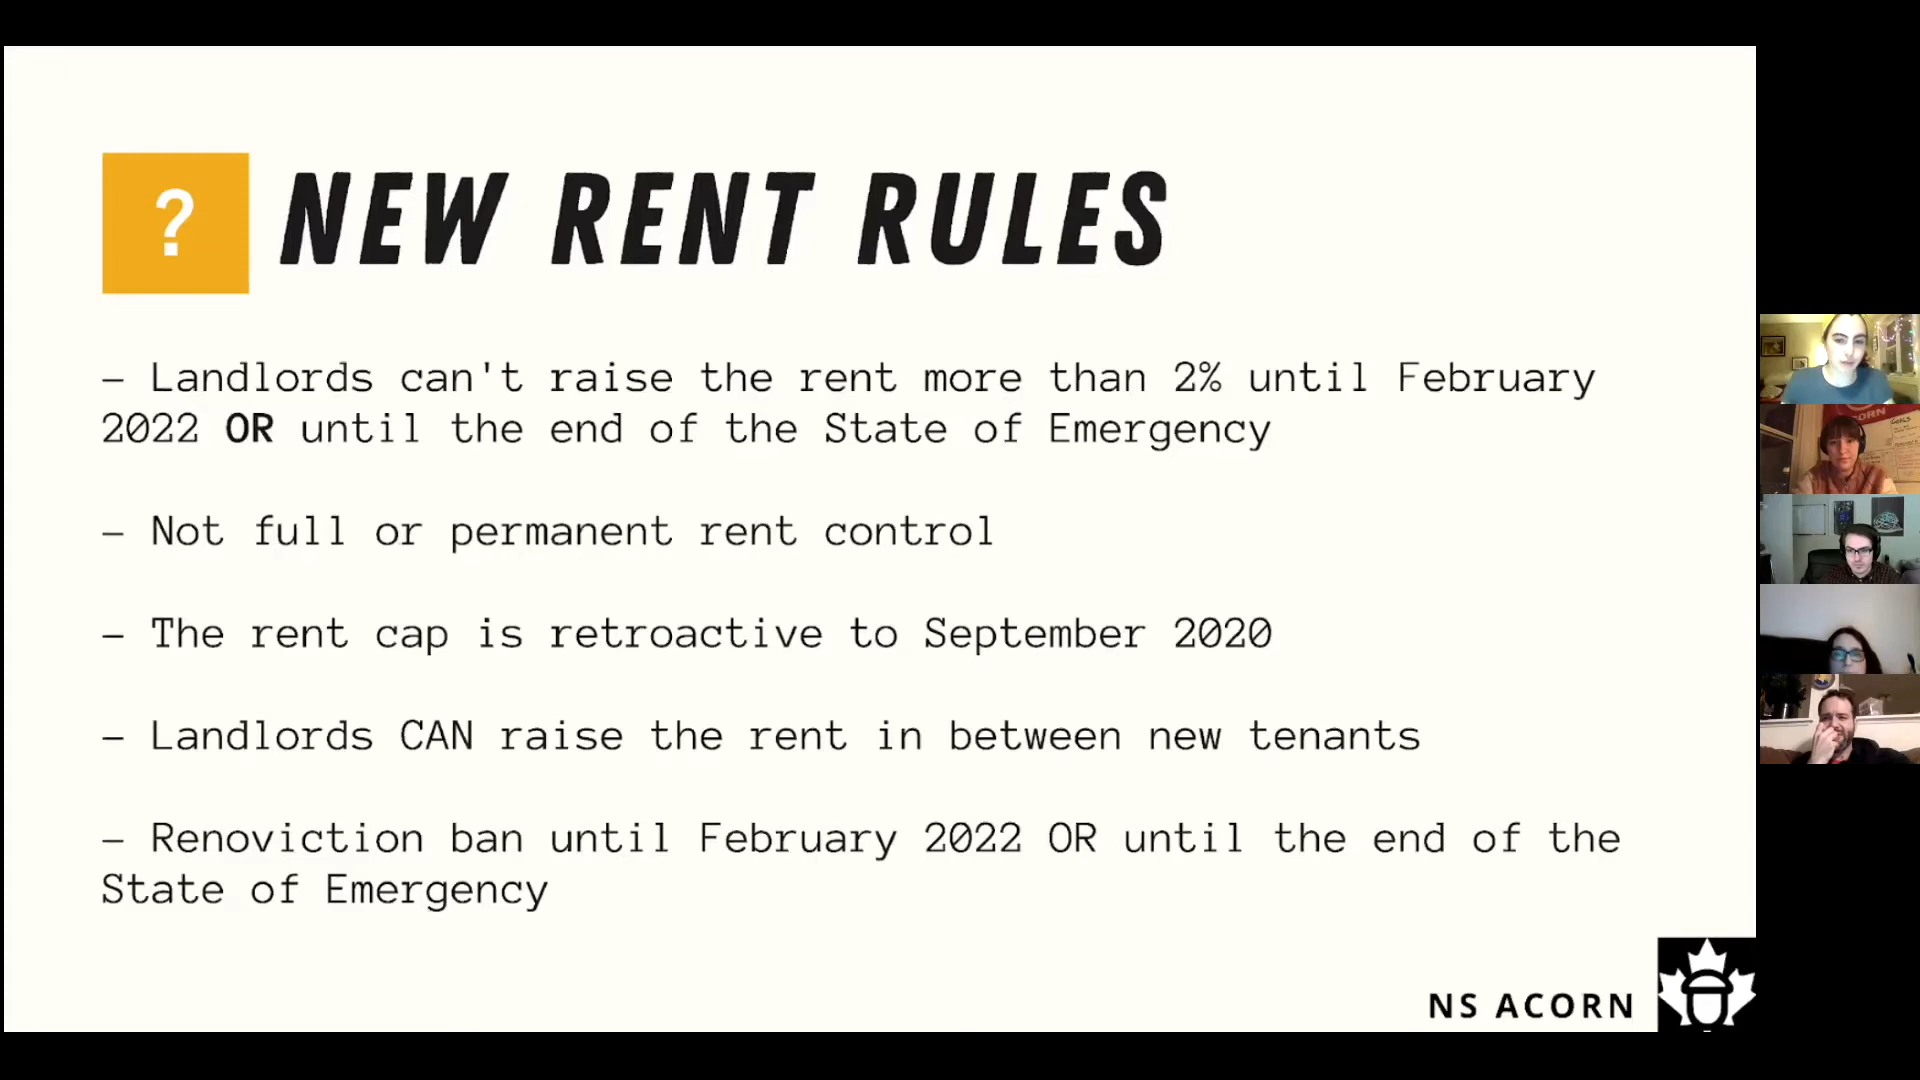 ?
NEW RENT RULES
– Landlords can't raise the rent more than 2% until February
2022 OR until the end of the State of Emergency
– Not full or permanent rent control
– The rent cap is retroactive to September 2020
– Landlords CAN raise the rent in between new tenants
– Renoviction ban until February 2022 OR until the end of the
State of Emergency
NS ACORN